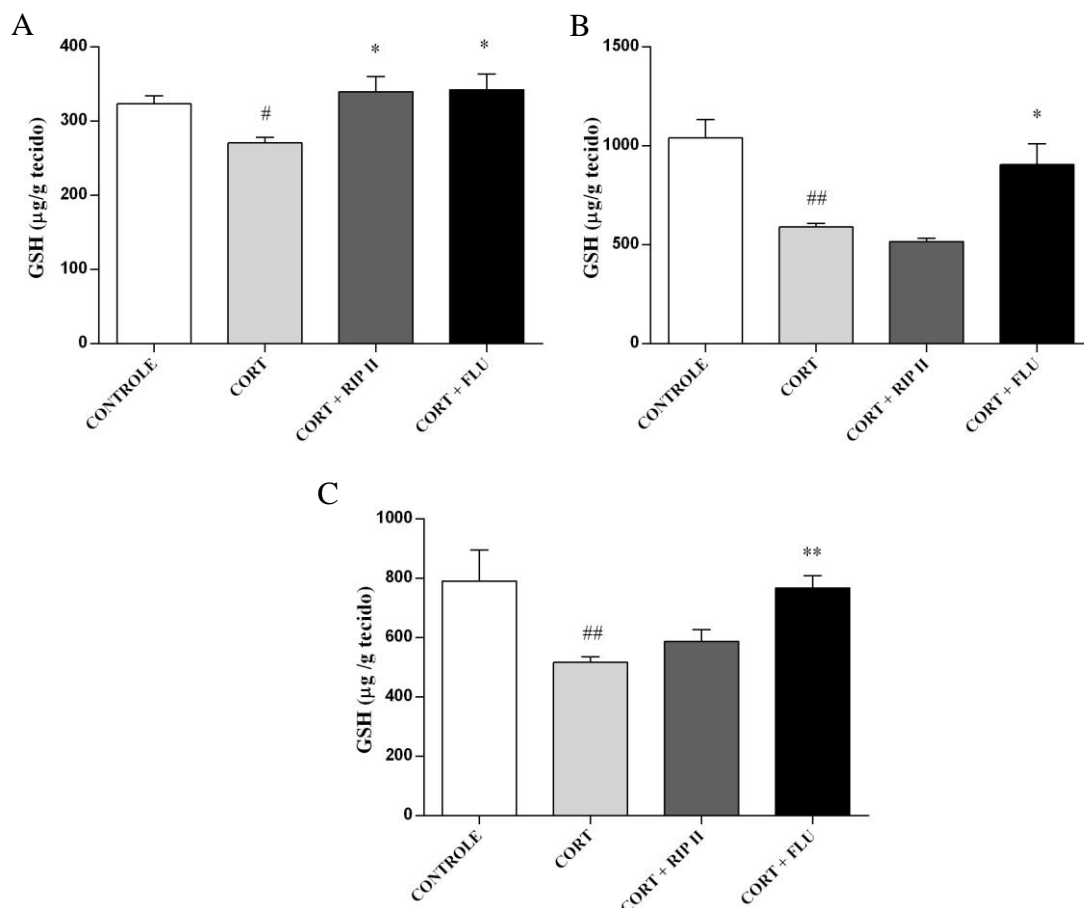 A
GSH (µg/g tecido)
400
300
200
100
0
#
*
*
CONTROLE
CORT
CORT + RIP II
CORT + FLU
B
GSH (µg/g tecido)
1500
1000
500
0
##
*
CONTROLE
CORT
CORT + RIP II
CORT + FLU
C
GSH (µg /g tecido)
1000
800
600
400
200
0
##
**
CONTROLE
CORT
CORT + RIP II
CORT + FLU